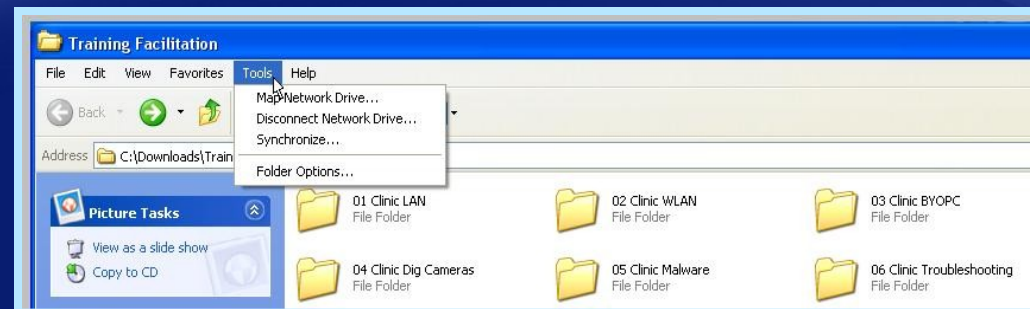 Training Facilitation
File Edit View Favorites Tools Help
Back
Map Network Drive...
Disconnect Network Drive...
Synchronize...
Folder Options...
Address C:\Downloads\Train
Picture Tasks
View as a slide show
Copy to CD
01 Clinic LAN
File Folder
02 Clinic WLAN
File Folder
03 Clinic BYOPC
File Folder
04 Clinic Dig Cameras
File Folder
05 Clinic Malware
File Folder
06 Clinic Troubleshooting
File Folder